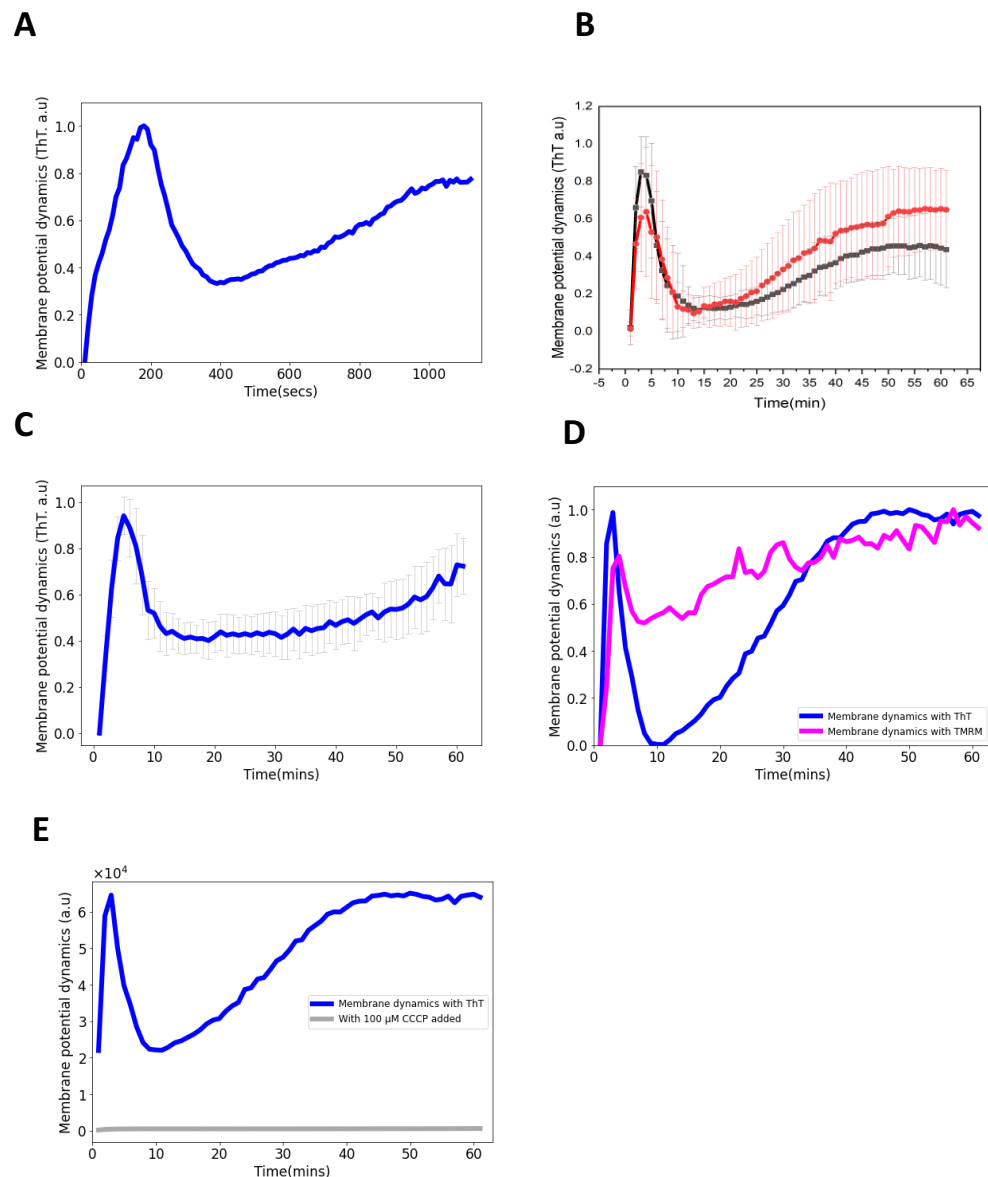 A
Membrane potential dynamics (ThT. a.u)
1.0
0.8
0.6
0.4
0.2
0.0
0 200 400 600 800 1000
Time(secs)
B
Membrane potential dynamics (ThT a.u)
1.2
1.0
0.8
0.6
0.4
0.2
0.0
-0.2
-5 0 5 10 15 20 25 30 35 40 45 50 55 60 65
Time(min)
C
Membrane potential dynamics (ThT. a.u)
1.0
0.8
0.6
0.4
0.2
0.0
0 10 20 30 40 50 60
Time(mins)
D
Membrane potential dynamics (a.u)
1.0
0.8
0.6
0.4
0.2
0.0
Membrane dynamics with ThT
Membrane dynamics with TMRM
0 10 20 30 40 50 60
Time(mins)
E
×10⁴
Membrane potential dynamics (a.u)
6
5
4
3
2
1
0
Membrane dynamics with ThT
With 100 μM CCCP added
0 10 20 30 40 50 60
Time(mins)